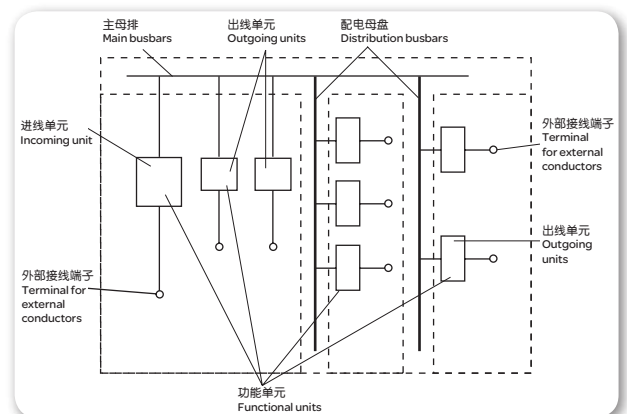 主母排
Main busbars
出线单元
Outgoing units
配电母盘
Distribution busbars
进线单元
Incoming unit
外部接线端子
Terminal
for external
conductors
出线单元
Outgoing
units
外部接线端子
Terminal for
external
conductors
功能单元
Functional units